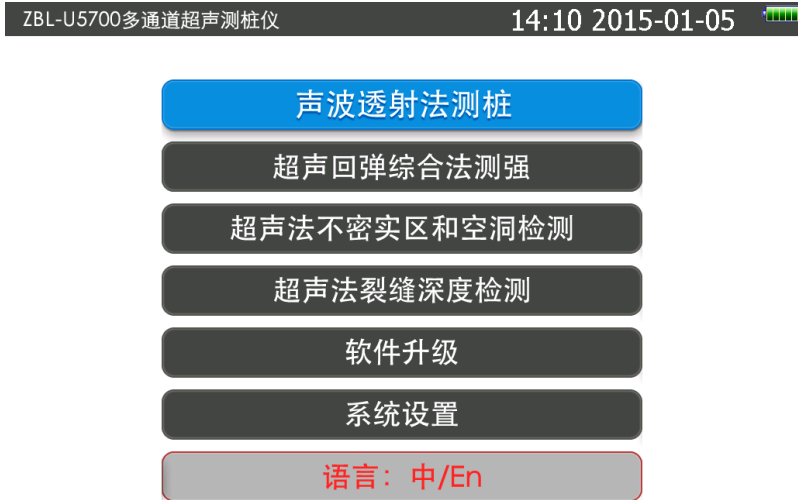 ZBL-U5700多通道超声测桩仪 14:10 2015-01-05
声波透射法测桩
超声回弹综合法测强
超声法不密实区和空洞检测
超声法裂缝深度检测
软件升级
系统设置
语言：中/En